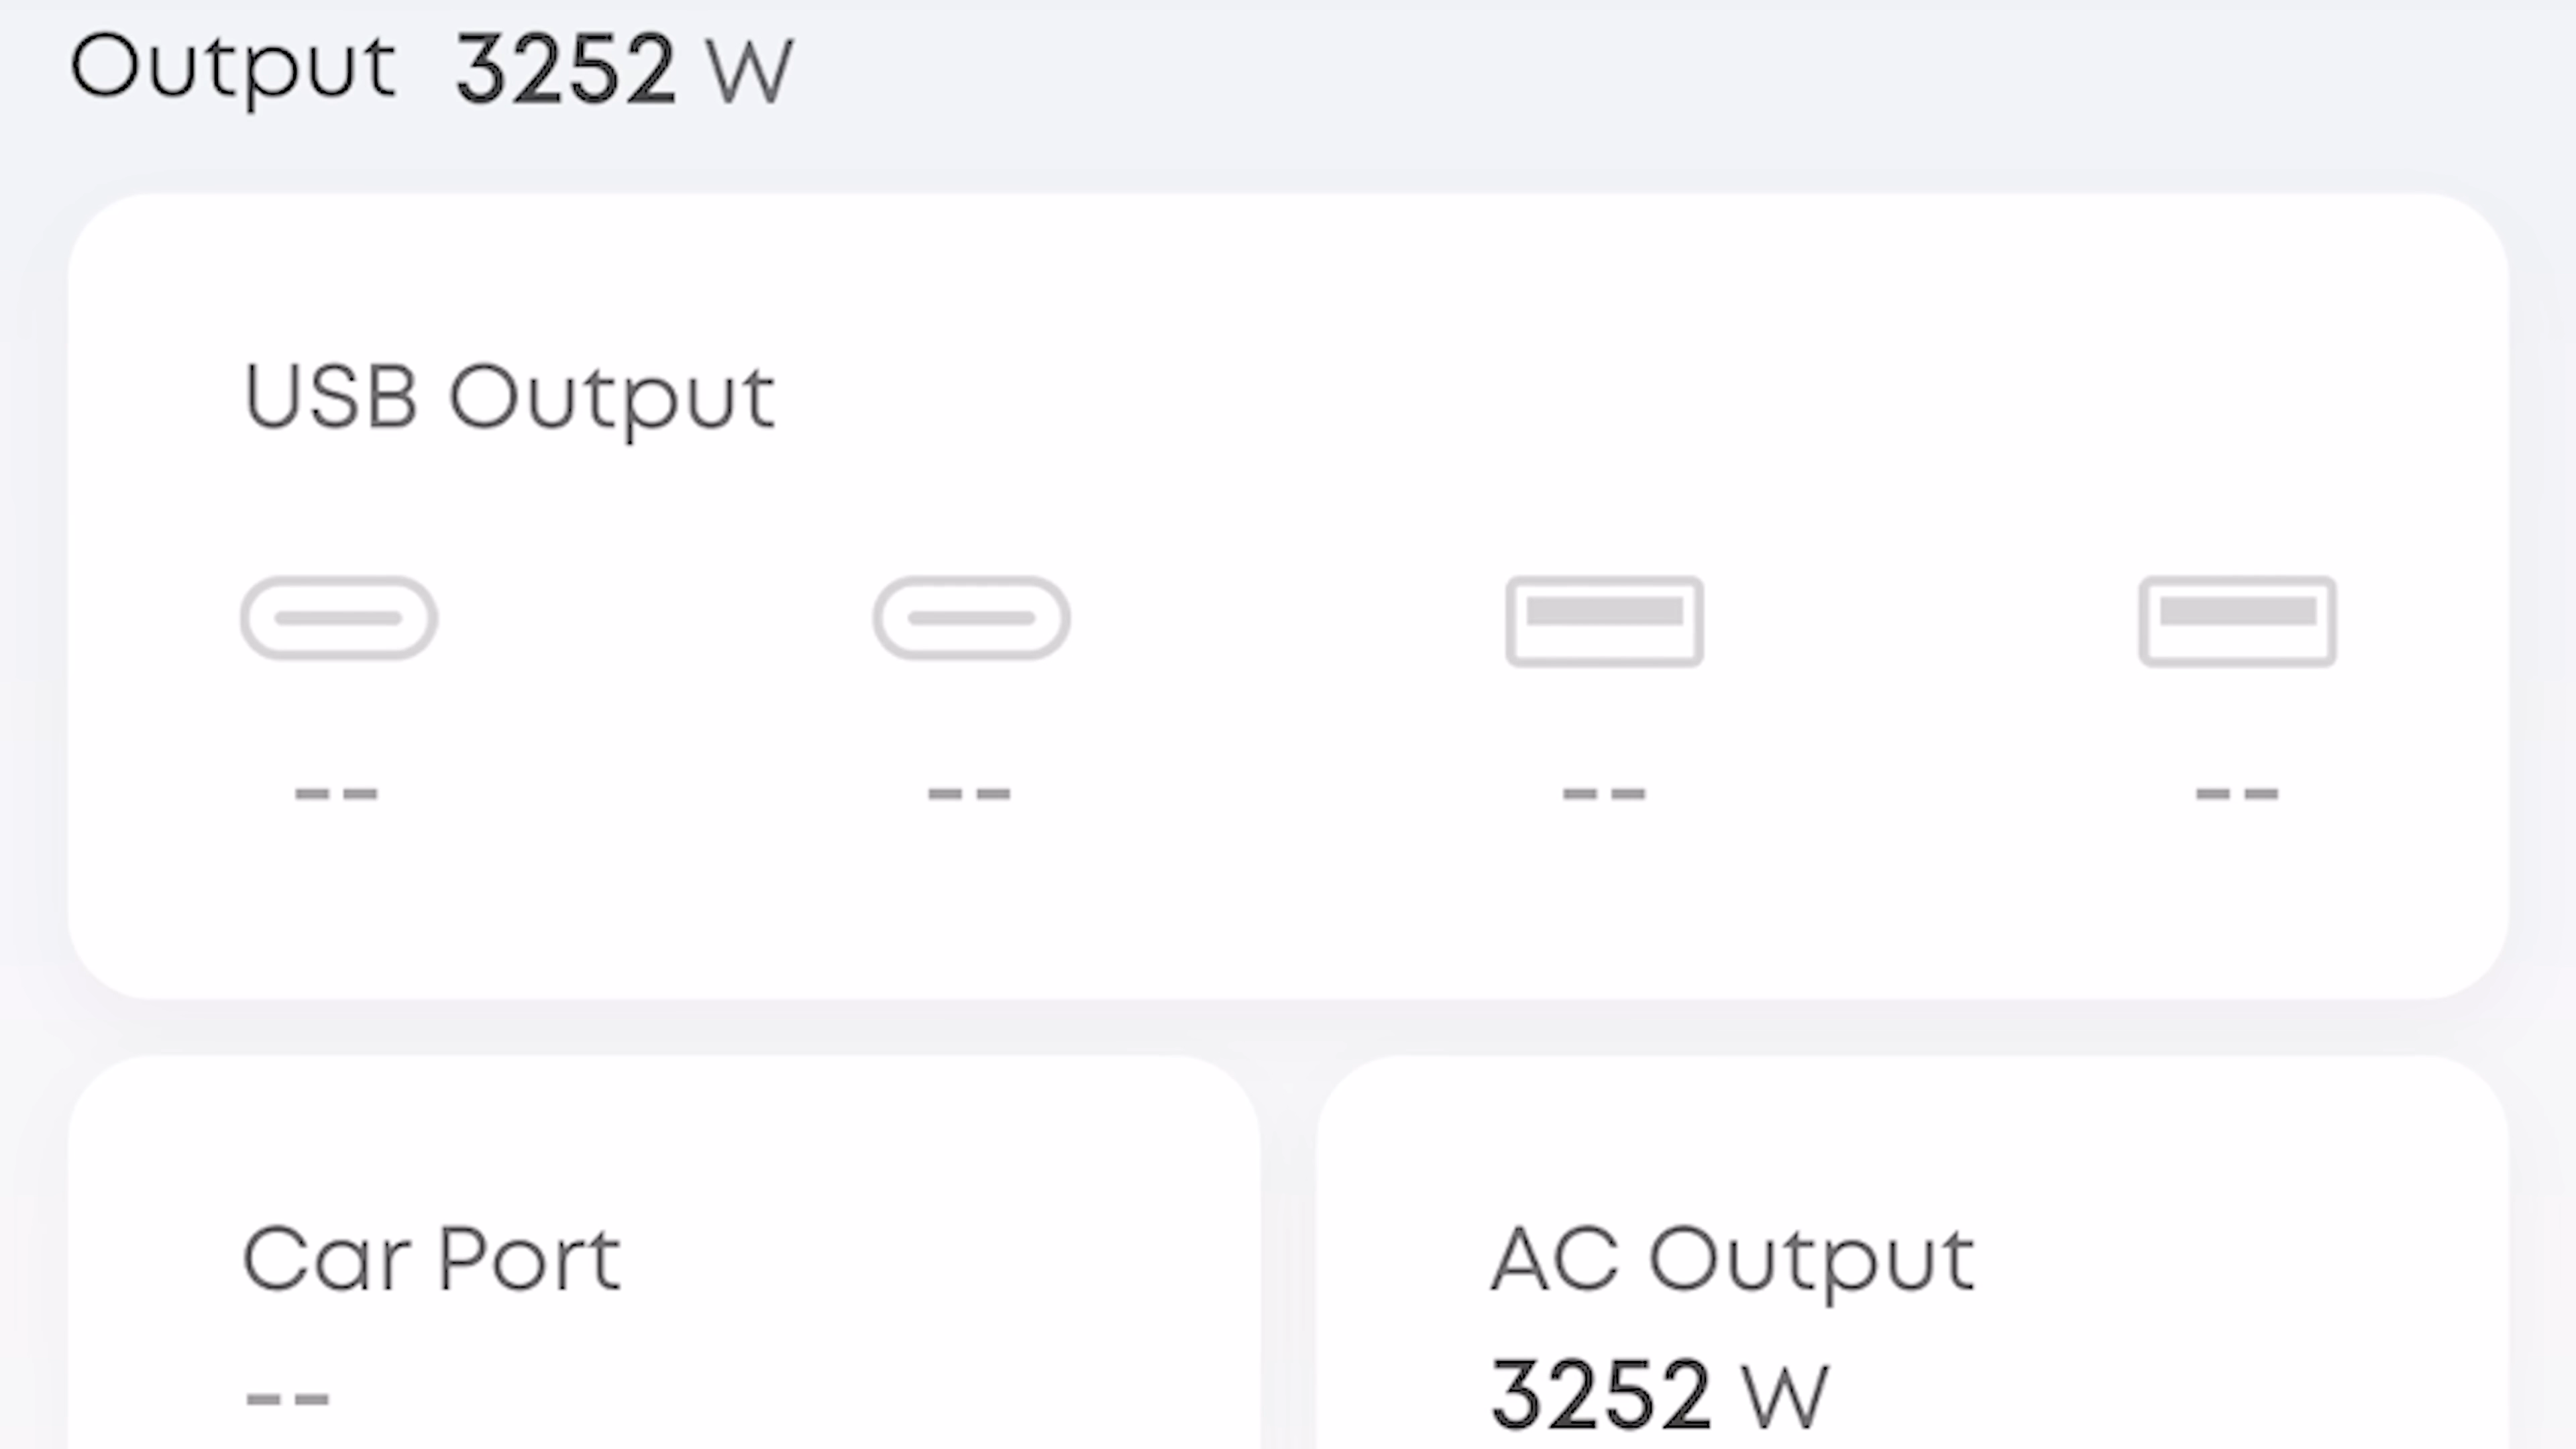 Output 3252 W
USB Output
-- -- -- --
Car Port
--
AC Output
3252 W